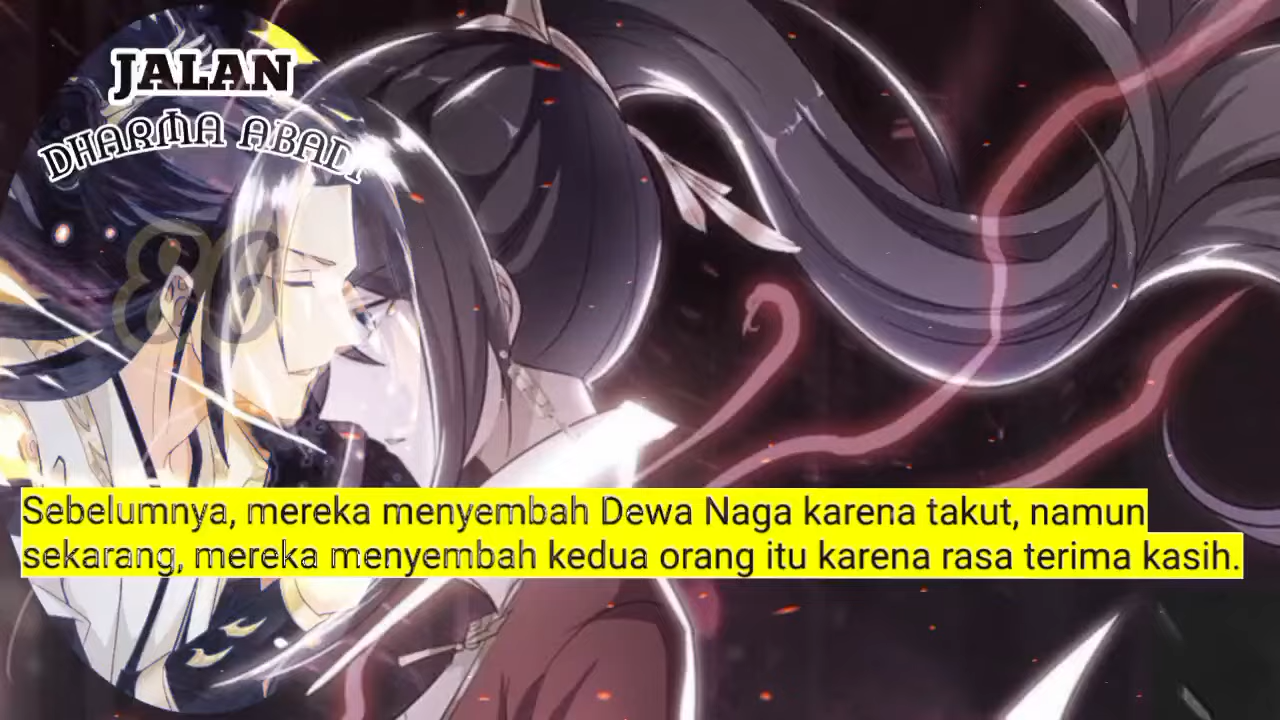 JALAN
DHARMA ABADI
86
Sebelumnya, mereka menyembah Dewa Naga karena takut, namun
sekarang, mereka menyembah kedua orang itu karena rasa terima kasih.